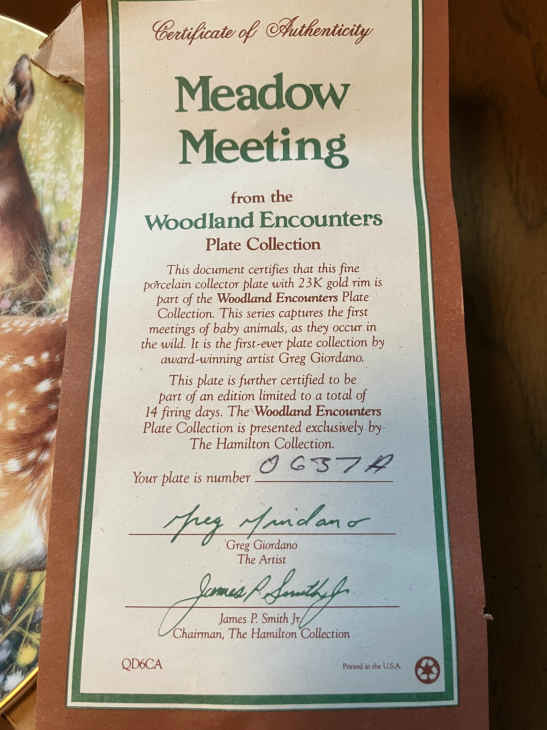 Certificate of Authenticity
Meadow
Meeting
from the
Woodland Encounters
Plate Collection
This document certifies that this fine
porcelain collector plate with 23K gold rim is
part of the Woodland Encounters Plate
Collection. This series captures the first
meetings of baby animals, as they occur in
the wild. It is the first-ever plate collection by
award-winning artist Greg Giordano.
This plate is further certified to be
part of an edition limited to a total of
14 firing days. The Woodland Encounters
Plate Collection is presented exclusively by
The Hamilton Collection.
Your plate is number 0637A
Greg Giordano
Greg Giordano
The Artist
James P. Smith Jr
James P. Smith Jr.
Chairman, The Hamilton Collection
QD6CA
Printed in the U.S.A.